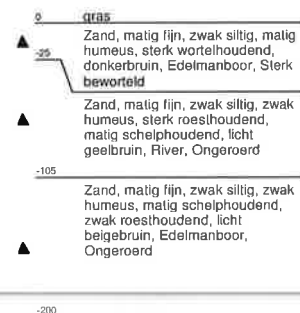 0 gras
Zand, matig fijn, zwak siltig, matig
humeus, sterk wortelhoudend,
-25
donkerbruin, Edelmanboor, Sterk
beworteld
Zand, matig fijn, zwak siltig, zwak
humeus, sterk roesthoudend,
matig schelphoudend, licht
geelbruin, River, Ongeroerd
-105
Zand, matig fijn, zwak siltig, zwak
humeus, matig schelphoudend,
zwak roesthoudend, licht
beigebruin, Edelmanboor,
Ongeroerd
-200